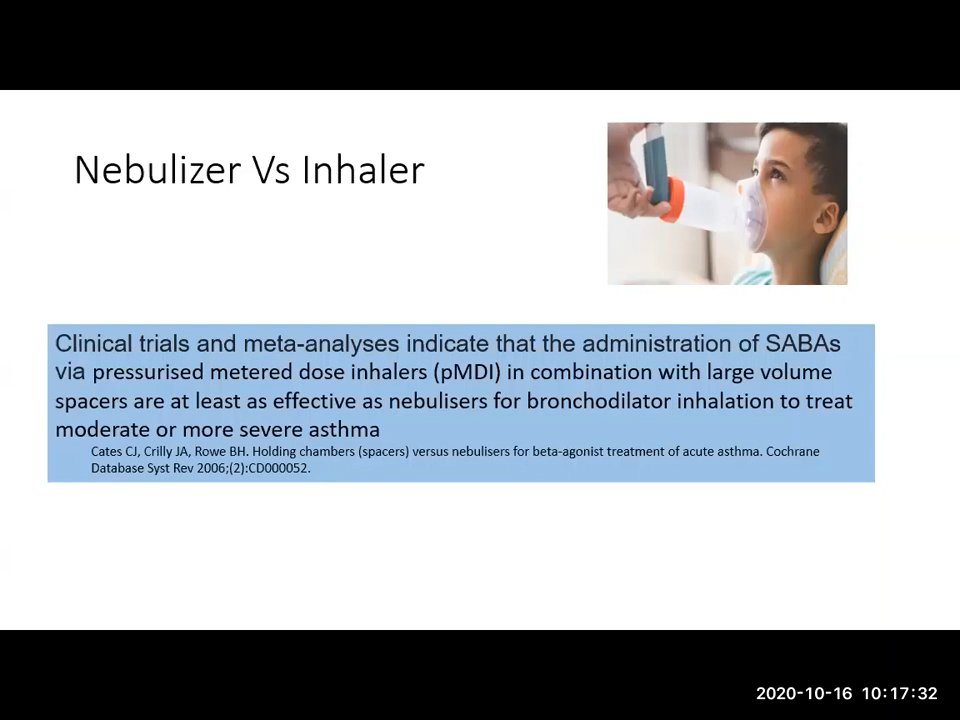 Nebulizer Vs Inhaler
Clinical trials and meta-analyses indicate that the administration of SABAs
via pressurised metered dose inhalers (pMDI) in combination with large volume
spacers are at least as effective as nebulisers for bronchodilator inhalation to treat
moderate or more severe asthma
Cates CJ, Crilly JA, Rowe BH. Holding chambers (spacers) versus nebulisers for beta-agonist treatment of acute asthma. Cochrane
Database Syst Rev 2006;(2):CD000052.
2020-10-16 10:17:32